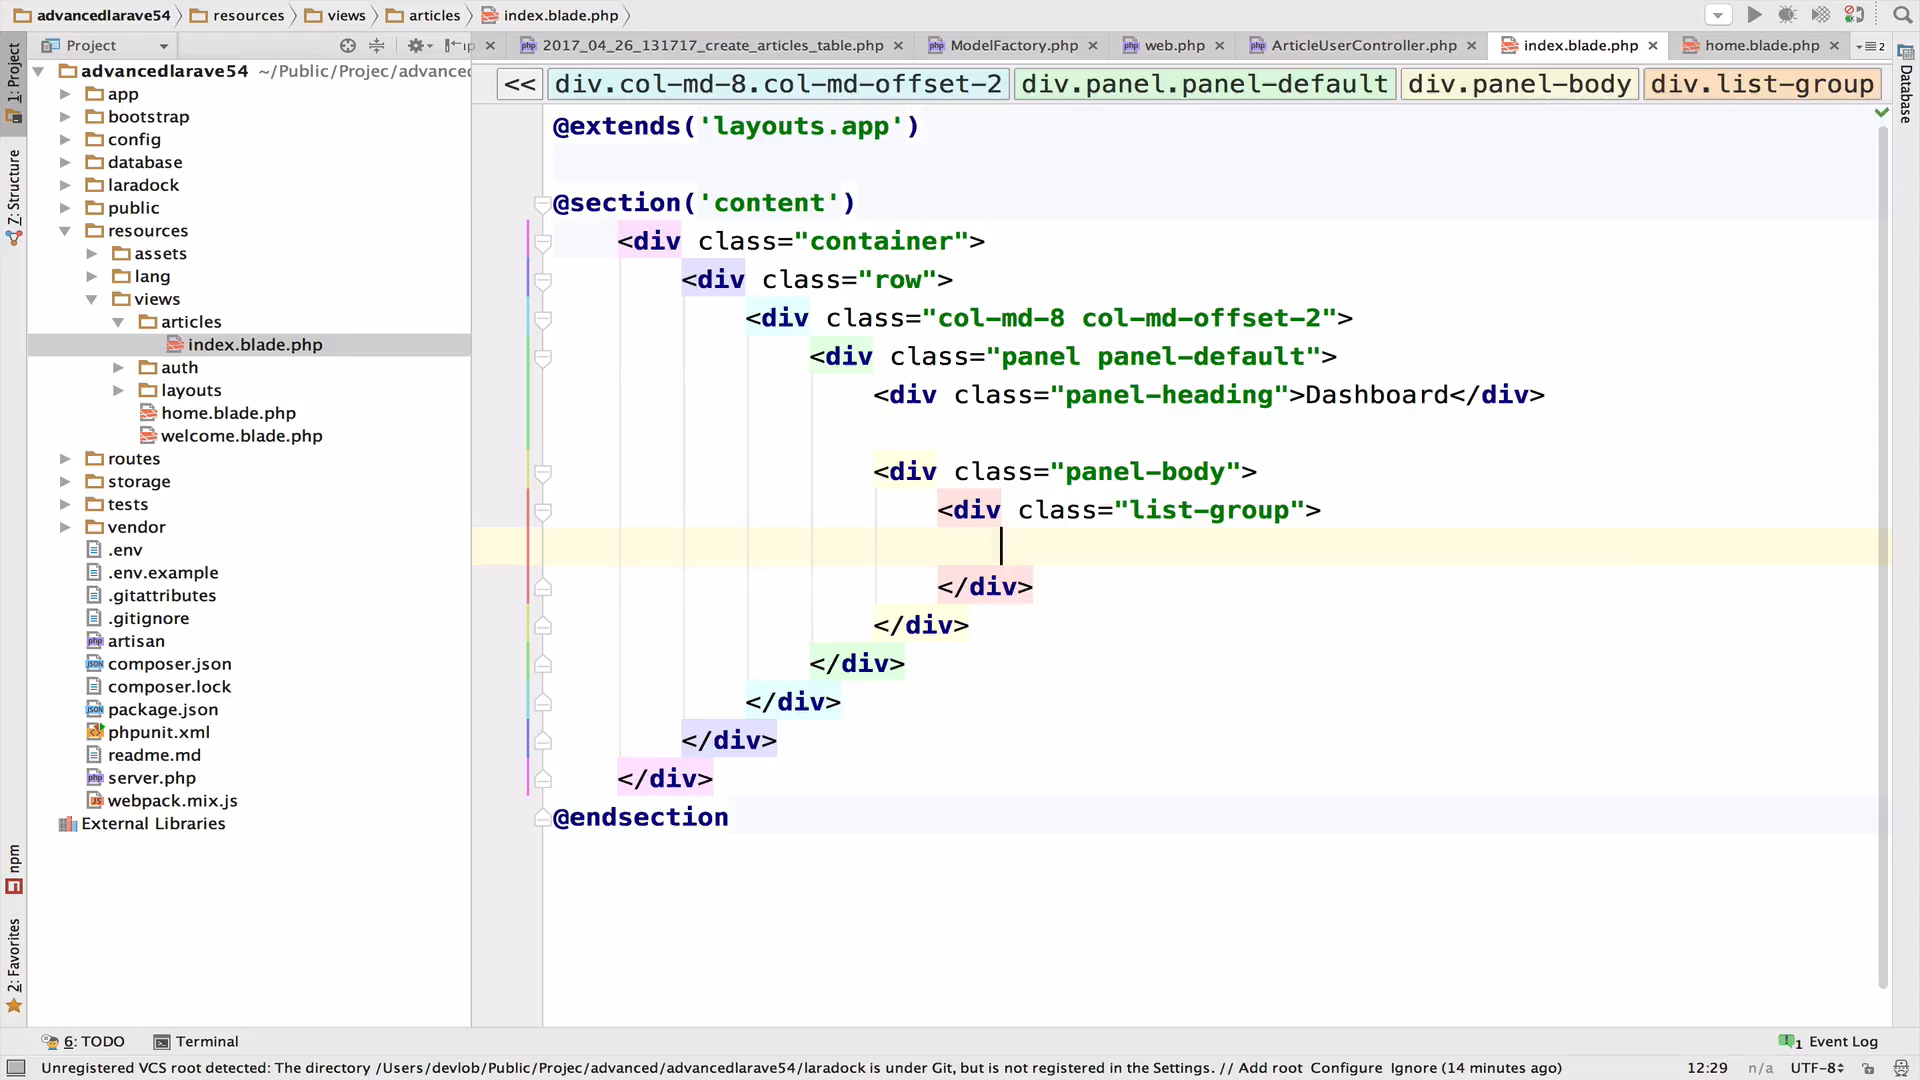 advancedlarave54 resources views articles index.blade.php
1: Project
Z: Structure
npm
2: Favorites
Database
Project
2017_04_26_131717_create_articles_table.php ModelFactory.php web.php ArticleUserController.php index.blade.php home.blade.php 2
advancedlarave54 ~/Public/Projec/advanced
app
bootstrap
config
database
laradock
public
resources
assets
lang
views
articles
index.blade.php
auth
layouts
home.blade.php
welcome.blade.php
routes
storage
tests
vendor
.env
.env.example
.gitattributes
.gitignore
artisan
composer.json
composer.lock
package.json
phpunit.xml
readme.md
server.php
webpack.mix.js
External Libraries
<< div.col-md-8.col-md-offset-2 div.panel.panel-default div.panel-body div.list-group
@extends('layouts.app')
@section('content')
<div class="container">
<div class="row">
<div class="col-md-8 col-md-offset-2">
<div class="panel panel-default">
<div class="panel-heading">Dashboard</div>
<div class="panel-body">
<div class="list-group">
</div>
</div>
</div>
</div>
</div>
</div>
@endsection
6: TODO Terminal 1 Event Log
Unregistered VCS root detected: The directory /Users/devlob/Public/Projec/advanced/advancedlarave54/laradock is under Git, but is not registered in the Settings. // Add root Configure Ignore (14 minutes ago) 12:29 n/a UTF-8